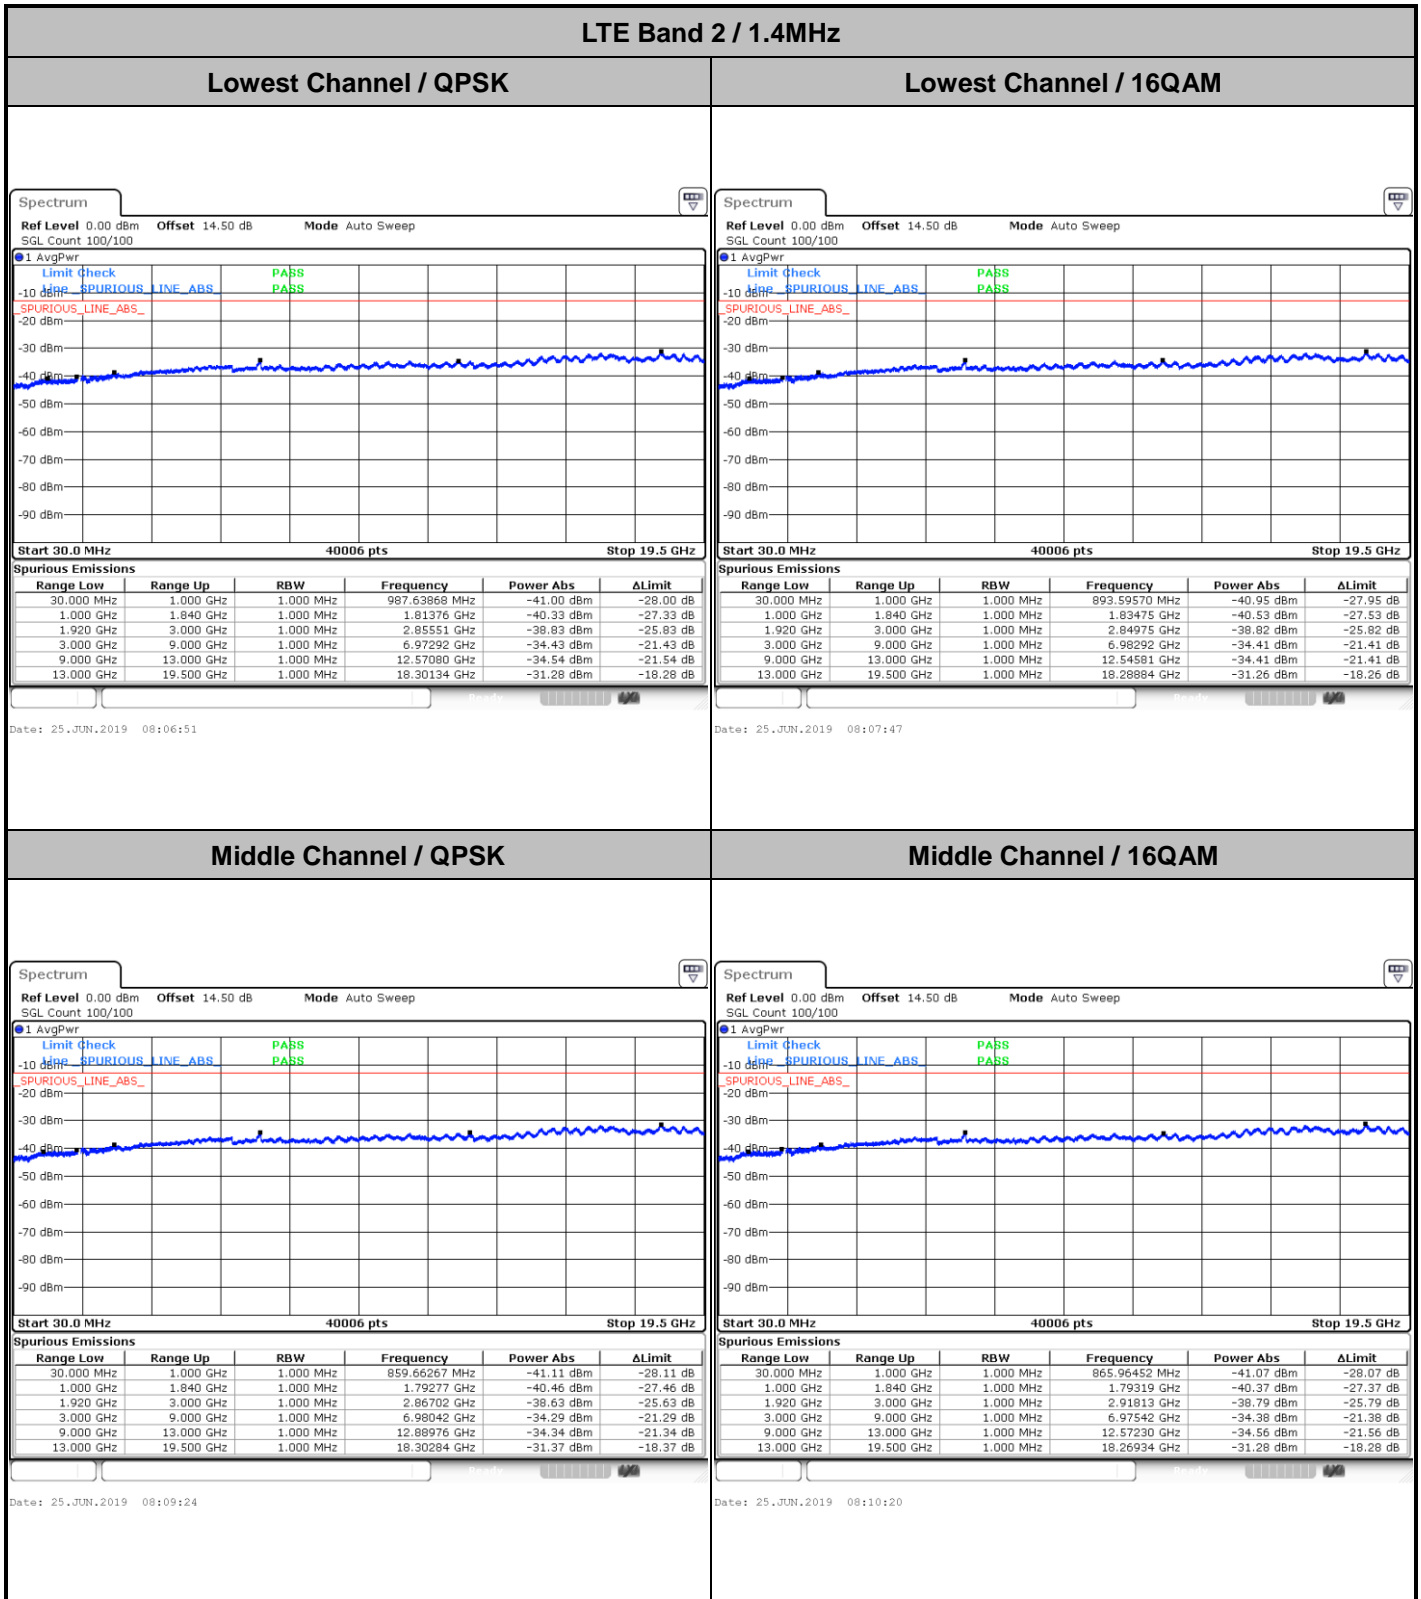 LTE Band 2 / 1.4MHz
Lowest Channel / QPSK
Lowest Channel / 16QAM
Spectrum
Ref Level 0.00 dBm Offset 14.50 dB Mode Auto Sweep
SGL Count 100/100
1 AvgPwr
Limit Check PASS
Line _SPURIOUS_LINE_ABS_ PASS
-10 dBm
_SPURIOUS_LINE_ABS_
-20 dBm
-30 dBm
-40 dBm
-50 dBm
-60 dBm
-70 dBm
-80 dBm
-90 dBm
Start 30.0 MHz 40006 pts Stop 19.5 GHz
Spurious Emissions
Range Low Range Up RBW Frequency Power Abs ΔLimit
30.000 MHz 1.000 GHz 1.000 MHz 987.63868 MHz -41.00 dBm -28.00 dB
1.000 GHz 1.840 GHz 1.000 MHz 1.81376 GHz -40.33 dBm -27.33 dB
1.920 GHz 3.000 GHz 1.000 MHz 2.85551 GHz -38.83 dBm -25.83 dB
3.000 GHz 9.000 GHz 1.000 MHz 6.97292 GHz -34.43 dBm -21.43 dB
9.000 GHz 13.000 GHz 1.000 MHz 12.57080 GHz -34.54 dBm -21.54 dB
13.000 GHz 19.500 GHz 1.000 MHz 18.30134 GHz -31.28 dBm -18.28 dB
Ready
Date: 25.JUN.2019 08:06:51
Spectrum
Ref Level 0.00 dBm Offset 14.50 dB Mode Auto Sweep
SGL Count 100/100
1 AvgPwr
Limit Check PASS
Line _SPURIOUS_LINE_ABS_ PASS
-10 dBm
_SPURIOUS_LINE_ABS_
-20 dBm
-30 dBm
-40 dBm
-50 dBm
-60 dBm
-70 dBm
-80 dBm
-90 dBm
Start 30.0 MHz 40006 pts Stop 19.5 GHz
Spurious Emissions
Range Low Range Up RBW Frequency Power Abs ΔLimit
30.000 MHz 1.000 GHz 1.000 MHz 893.59570 MHz -40.95 dBm -27.95 dB
1.000 GHz 1.840 GHz 1.000 MHz 1.83475 GHz -40.53 dBm -27.53 dB
1.920 GHz 3.000 GHz 1.000 MHz 2.84975 GHz -38.82 dBm -25.82 dB
3.000 GHz 9.000 GHz 1.000 MHz 6.98292 GHz -34.41 dBm -21.41 dB
9.000 GHz 13.000 GHz 1.000 MHz 12.54581 GHz -34.41 dBm -21.41 dB
13.000 GHz 19.500 GHz 1.000 MHz 18.28884 GHz -31.26 dBm -18.26 dB
Ready
Date: 25.JUN.2019 08:07:47
Middle Channel / QPSK
Middle Channel / 16QAM
Spectrum
Ref Level 0.00 dBm Offset 14.50 dB Mode Auto Sweep
SGL Count 100/100
1 AvgPwr
Limit Check PASS
Line _SPURIOUS_LINE_ABS_ PASS
-10 dBm
_SPURIOUS_LINE_ABS_
-20 dBm
-30 dBm
-40 dBm
-50 dBm
-60 dBm
-70 dBm
-80 dBm
-90 dBm
Start 30.0 MHz 40006 pts Stop 19.5 GHz
Spurious Emissions
Range Low Range Up RBW Frequency Power Abs ΔLimit
30.000 MHz 1.000 GHz 1.000 MHz 859.66267 MHz -41.11 dBm -28.11 dB
1.000 GHz 1.840 GHz 1.000 MHz 1.79277 GHz -40.46 dBm -27.46 dB
1.920 GHz 3.000 GHz 1.000 MHz 2.86702 GHz -38.63 dBm -25.63 dB
3.000 GHz 9.000 GHz 1.000 MHz 6.98042 GHz -34.29 dBm -21.29 dB
9.000 GHz 13.000 GHz 1.000 MHz 12.88976 GHz -34.34 dBm -21.34 dB
13.000 GHz 19.500 GHz 1.000 MHz 18.30284 GHz -31.37 dBm -18.37 dB
Ready
Date: 25.JUN.2019 08:09:24
Spectrum
Ref Level 0.00 dBm Offset 14.50 dB Mode Auto Sweep
SGL Count 100/100
1 AvgPwr
Limit Check PASS
Line _SPURIOUS_LINE_ABS_ PASS
-10 dBm
_SPURIOUS_LINE_ABS_
-20 dBm
-30 dBm
-40 dBm
-50 dBm
-60 dBm
-70 dBm
-80 dBm
-90 dBm
Start 30.0 MHz 40006 pts Stop 19.5 GHz
Spurious Emissions
Range Low Range Up RBW Frequency Power Abs ΔLimit
30.000 MHz 1.000 GHz 1.000 MHz 865.96452 MHz -41.07 dBm -28.07 dB
1.000 GHz 1.840 GHz 1.000 MHz 1.79319 GHz -40.37 dBm -27.37 dB
1.920 GHz 3.000 GHz 1.000 MHz 2.91813 GHz -38.79 dBm -25.79 dB
3.000 GHz 9.000 GHz 1.000 MHz 6.97542 GHz -34.38 dBm -21.38 dB
9.000 GHz 13.000 GHz 1.000 MHz 12.57230 GHz -34.56 dBm -21.56 dB
13.000 GHz 19.500 GHz 1.000 MHz 18.26934 GHz -31.28 dBm -18.28 dB
Ready
Date: 25.JUN.2019 08:10:20